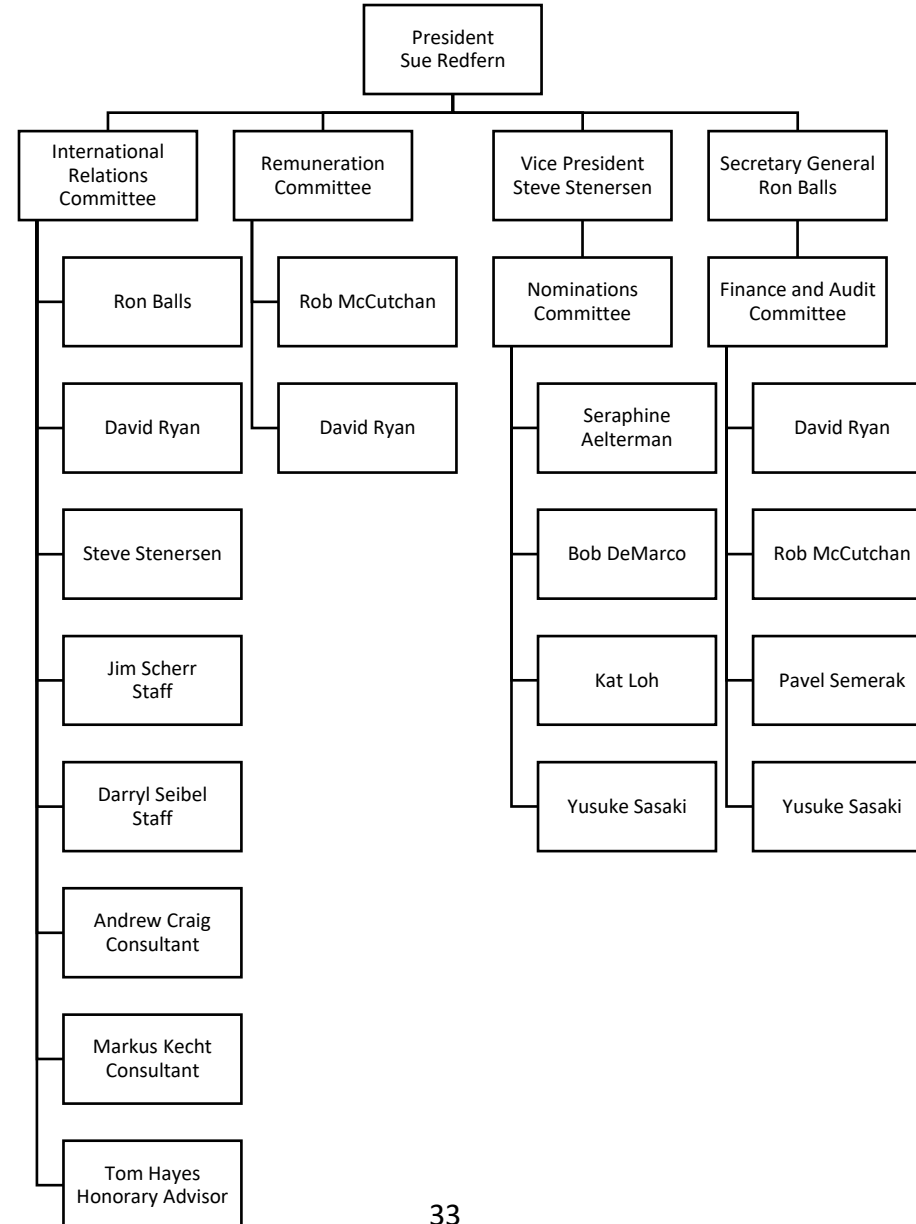 President
Sue Redfern
International
Relations
Committee
Remuneration
Committee
Vice President
Steve Stenersen
Secretary General
Ron Balls
Ron Balls
David Ryan
Steve Stenersen
Jim Scherr
Staff
Darryl Seibel
Staff
Andrew Craig
Consultant
Markus Kecht
Consultant
Tom Hayes
Honorary Advisor
Rob McCutchan
David Ryan
Nominations
Committee
Seraphine
Aelterman
Bob DeMarco
Kat Loh
Yusuke Sasaki
Finance and Audit
Committee
David Ryan
Rob McCutchan
Pavel Semerak
Yusuke Sasaki
33